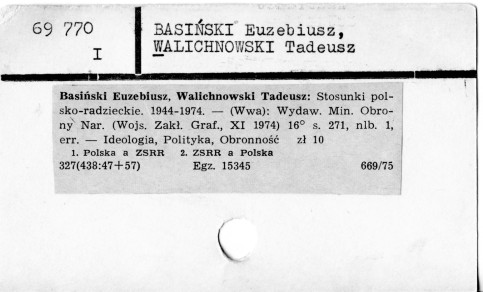 69 770
I
BASIŃSKI Euzebiusz,
WALICHNOWSKI Tadeusz
Basiński Euzebiusz, Walichnowski Tadeusz: Stosunki pol-
sko-radzieckie. 1944-1974. — (Wwa): Wydaw. Min. Obro-
ny Nar. (Wojs. Zakł. Graf., XI 1974) 16° s. 271, nlb. 1,
err. — Ideologia, Polityka, Obronność zł 10
1. Polska a ZSRR 2. ZSRR a Polska
327(438:47+57) Egz. 15345 669/75